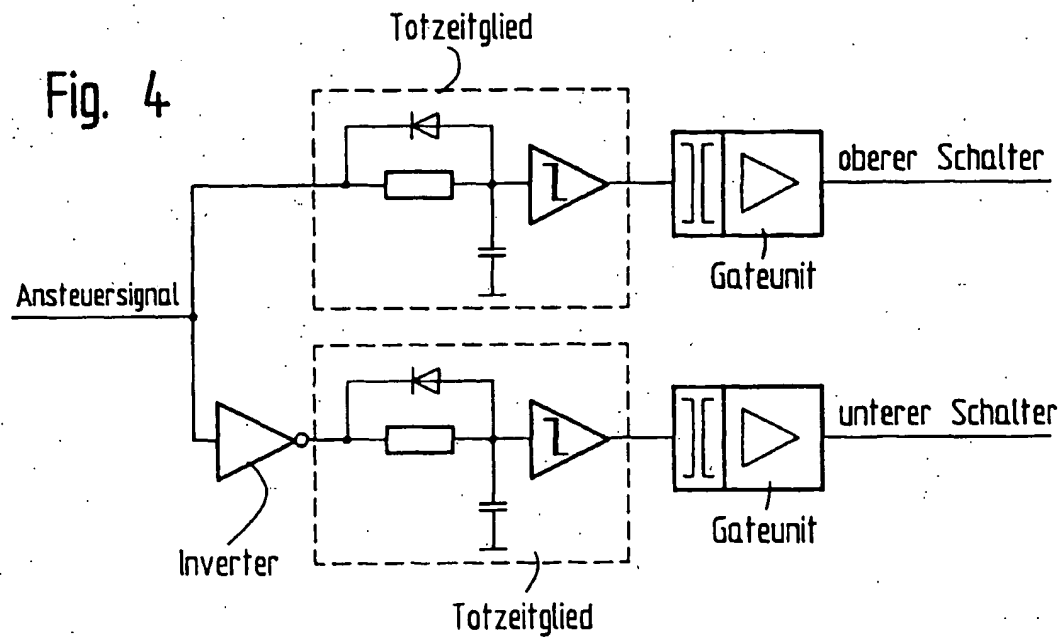 Totzeitglied
Fig. 4
oberer Schalter
Gateunit
Ansteuersignal
unterer Schalter
Gateunit
Inverter
Totzeitglied